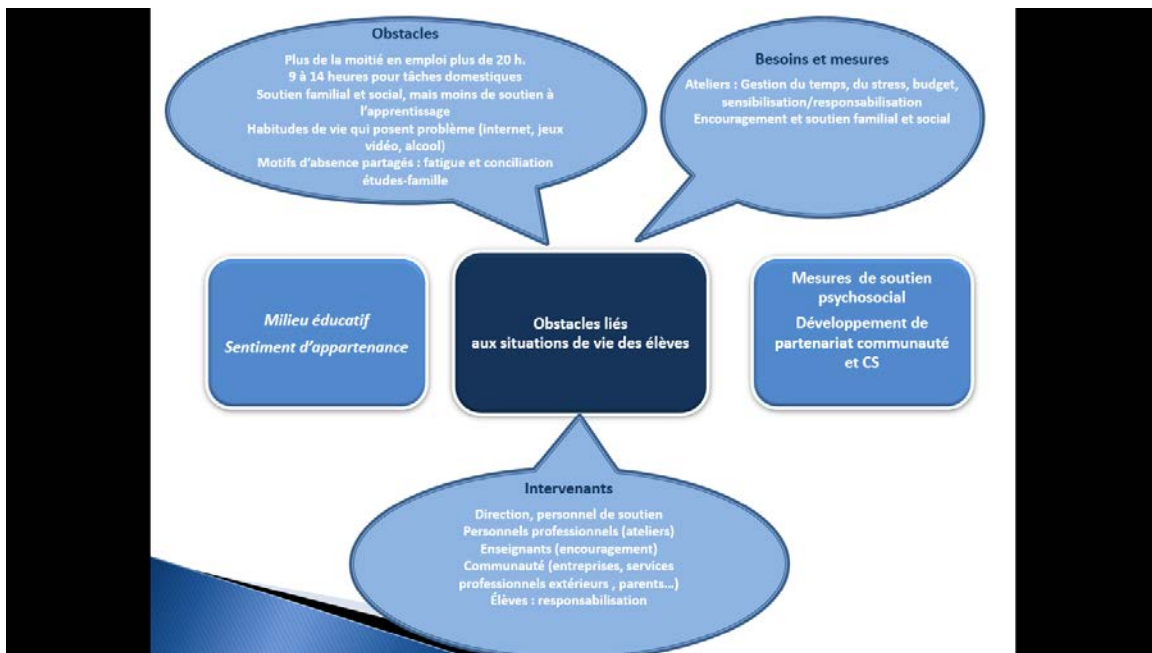 Obstacles
Plus de la moitié en emploi plus de 20 h.
9 à 14 heures pour tâches domestiques
Soutien familial et social, mais moins de soutien à
l'apprentissage
Habitudes de vie qui posent problème (internet, jeux
vidéo, alcool)
Motifs d'absence partagés : fatigue et conciliation
études-famille
Besoins et mesures
Ateliers : Gestion du temps, du stress, budget,
sensibilisation/responsabilisation
Encouragement et soutien familial et social
Milieu éducatif
Sentiment d'appartenance
Obstacles liés
aux situations de vie des élèves
Mesures de soutien
psychosocial
Développement de
partenariat communauté
et CS
Intervenants
Direction, personnel de soutien
Personnels professionnels (ateliers)
Enseignants (encouragement)
Communauté (entreprises, services
professionnels extérieurs , parents...)
Élèves : responsabilisation